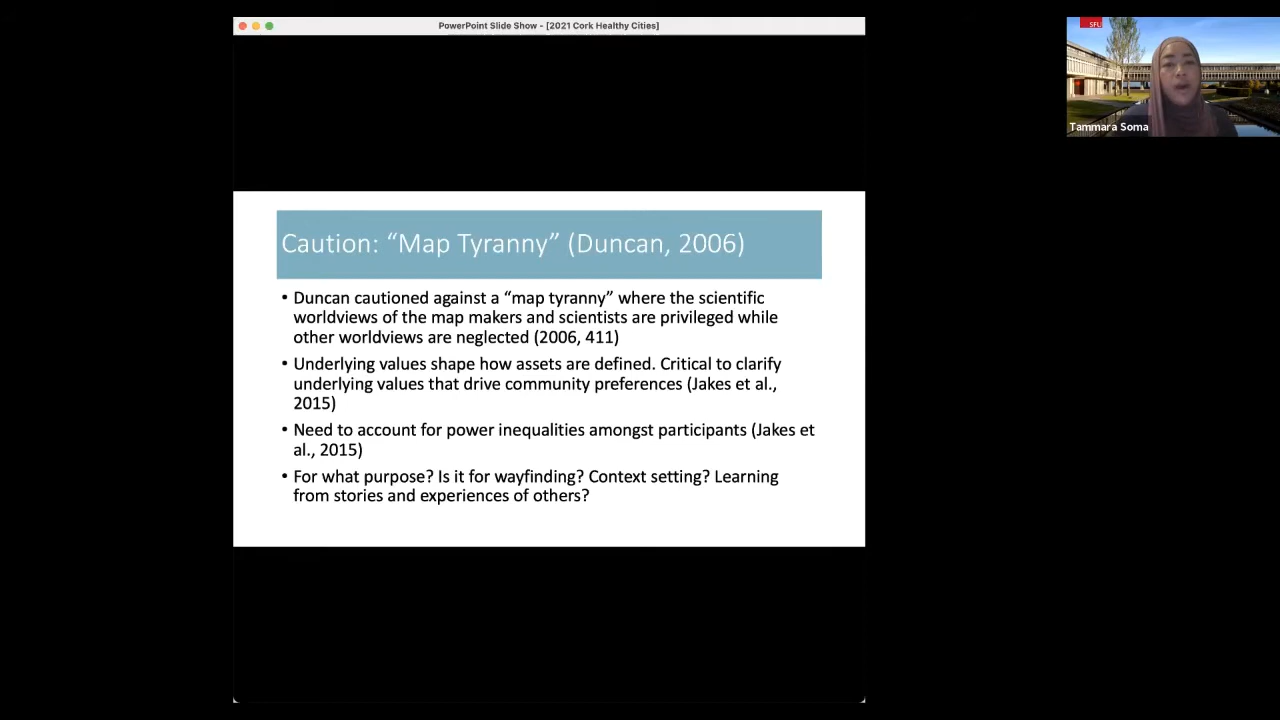 PowerPoint Slide Show - [2021 Cork Healthy Cities]
SFU
Tammara Soma
Caution: “Map Tyranny” (Duncan, 2006)
• Duncan cautioned against a “map tyranny” where the scientific
worldviews of the map makers and scientists are privileged while
other worldviews are neglected (2006, 411)
• Underlying values shape how assets are defined. Critical to clarify
underlying values that drive community preferences (Jakes et al.,
2015)
• Need to account for power inequalities amongst participants (Jakes et
al., 2015)
• For what purpose? Is it for wayfinding? Context setting? Learning
from stories and experiences of others?